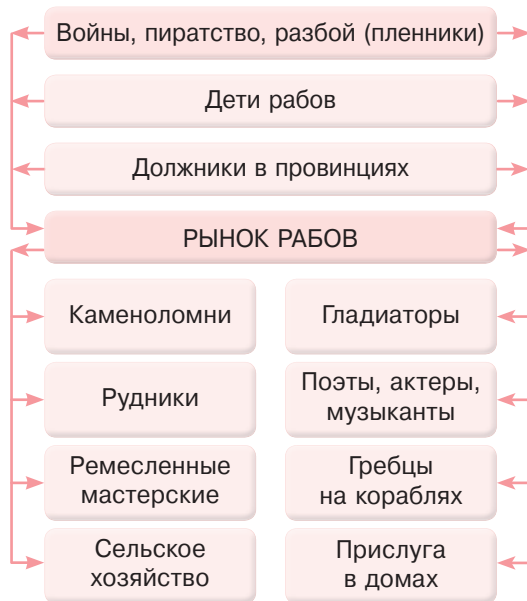 Войны, пиратство, разбой (пленники)
Дети рабов
Должники в провинциях
РЫНОК РАБОВ
Каменоломни
Гладиаторы
Рудники
Поэты, актеры,
музыканты
Ремесленные
мастерские
Гребцы
на кораблях
Сельское
хозяйство
Прислуга
в домах